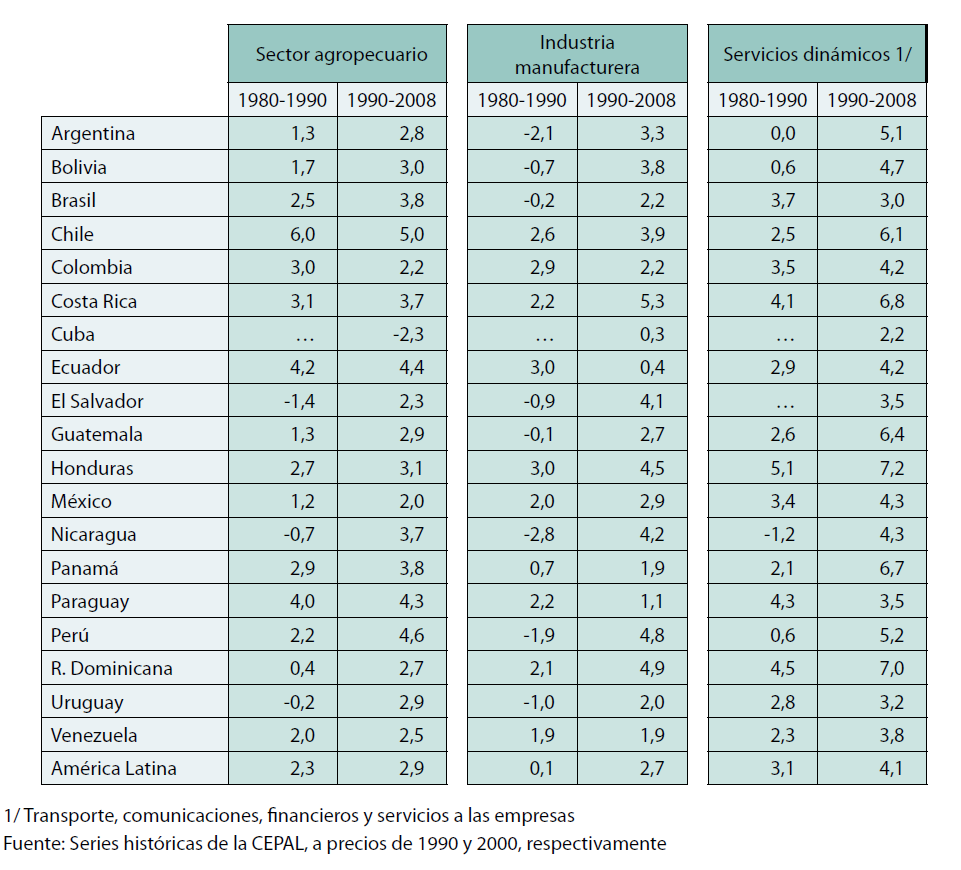 Sector agropecuario Industria manufacturera Servicios dinámicos 1/
1980-1990 1990-2008 1980-1990 1990-2008 1980-1990 1990-2008
Argentina 1,3 2,8 -2,1 3,3 0,0 5,1
Bolivia 1,7 3,0 -0,7 3,8 0,6 4,7
Brasil 2,5 3,8 -0,2 2,2 3,7 3,0
Chile 6,0 5,0 2,6 3,9 2,5 6,1
Colombia 3,0 2,2 2,9 2,2 3,5 4,2
Costa Rica 3,1 3,7 2,2 5,3 4,1 6,8
Cuba … -2,3 … 0,3 … 2,2
Ecuador 4,2 4,4 3,0 0,4 2,9 4,2
El Salvador -1,4 2,3 -0,9 4,1 … 3,5
Guatemala 1,3 2,9 -0,1 2,7 2,6 6,4
Honduras 2,7 3,1 3,0 4,5 5,1 7,2
México 1,2 2,0 2,0 2,9 3,4 4,3
Nicaragua -0,7 3,7 -2,8 4,2 -1,2 4,3
Panamá 2,9 3,8 0,7 1,9 2,1 6,7
Paraguay 4,0 4,3 2,2 1,1 4,3 3,5
Perú 2,2 4,6 -1,9 4,8 0,6 5,2
R. Dominicana 0,4 2,7 2,1 4,9 4,5 7,0
Uruguay -0,2 2,9 -1,0 2,0 2,8 3,2
Venezuela 2,0 2,5 1,9 1,9 2,3 3,8
América Latina 2,3 2,9 0,1 2,7 3,1 4,1
1/ Transporte, comunicaciones, financieros y servicios a las empresas
Fuente: Series históricas de la CEPAL, a precios de 1990 y 2000, respectivamente